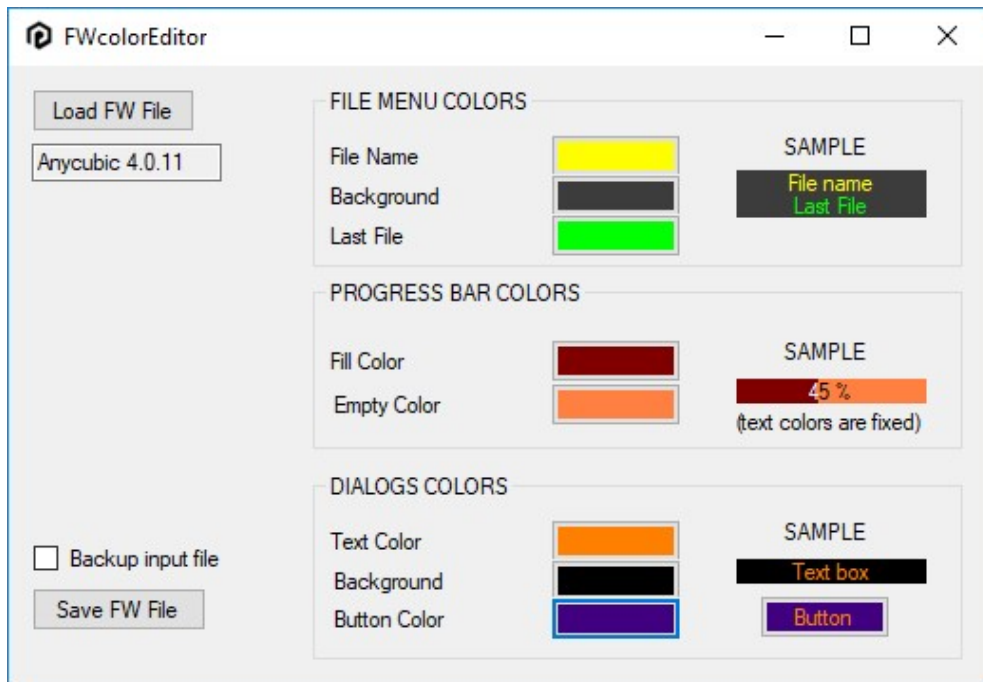 FWcolorEditor
Load FW File
Anycubic 4.0.11
FILE MENU COLORS
File Name
Background
Last File
SAMPLE
File name
Last File
PROGRESS BAR COLORS
Fill Color
Empty Color
SAMPLE
45 %
(text colors are fixed)
DIALOGS COLORS
Text Color
Background
Button Color
SAMPLE
Text box
Button
Backup input file
Save FW File